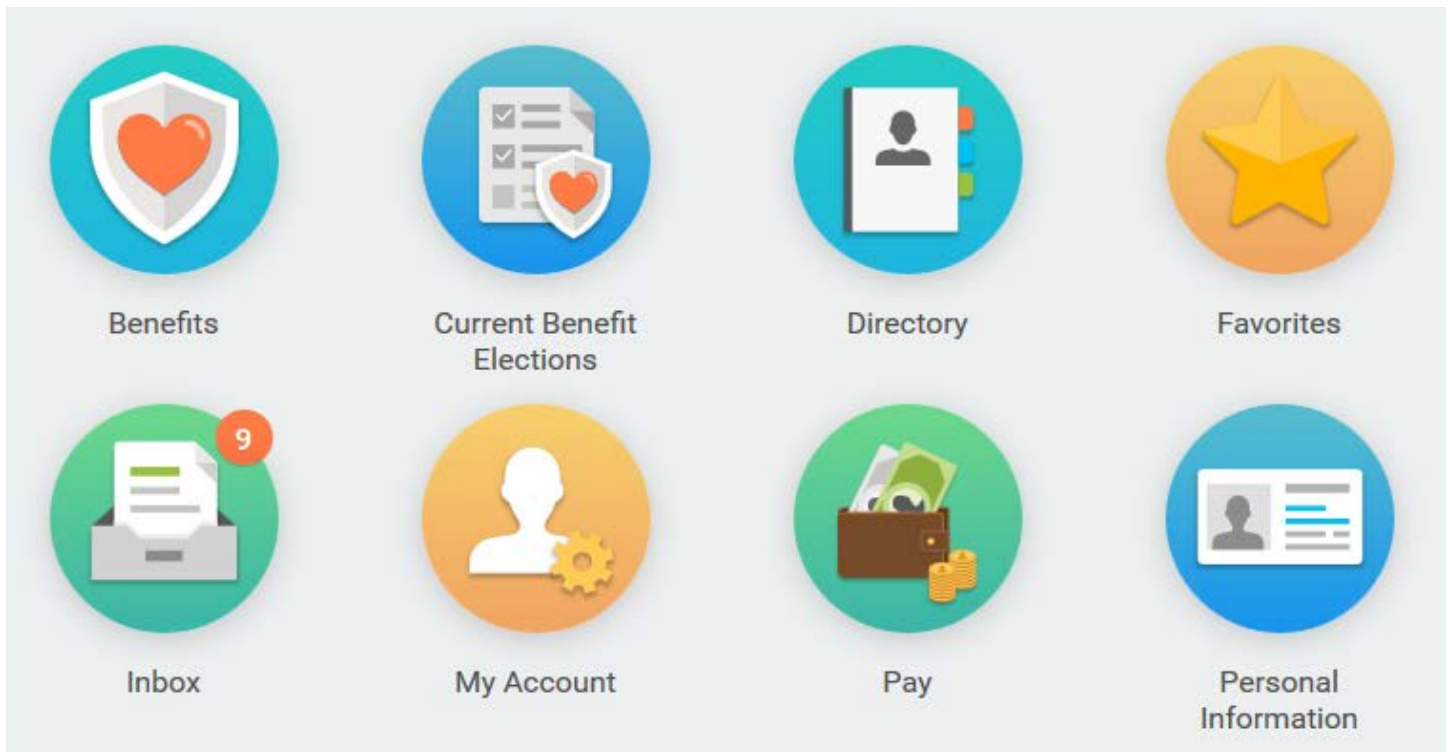 Benefits
Current Benefit
Elections
Directory
Favorites
9
Inbox
My Account
Pay
Personal
Information